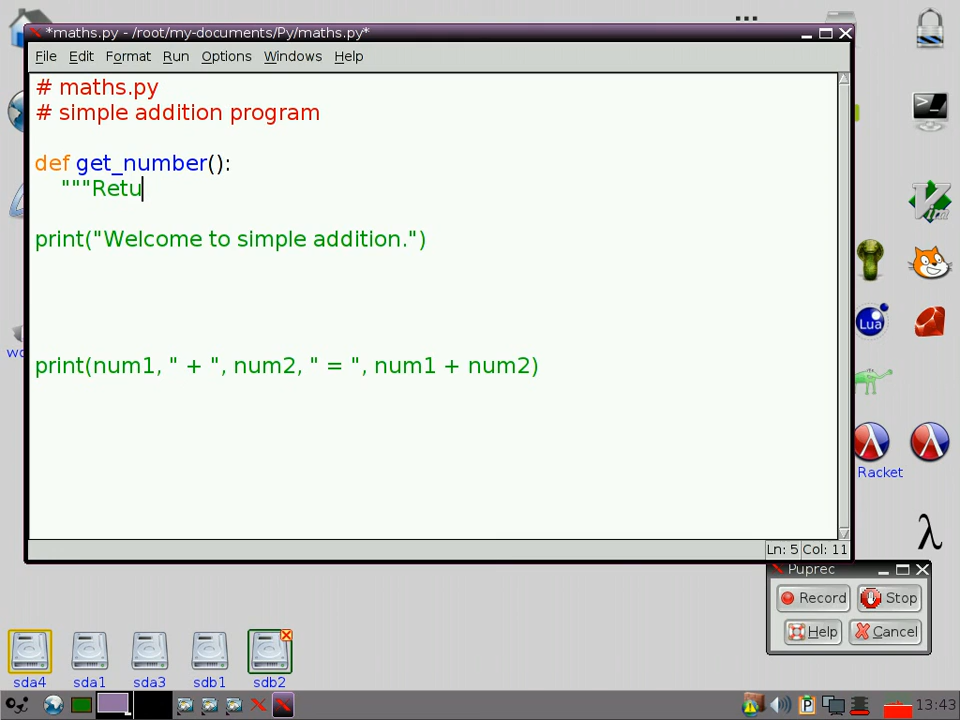 *maths.py - /root/my-documents/Py/maths.py*
File Edit Format Run Options Windows Help
# maths.py
# simple addition program
def get_number():
"""Retu
print("Welcome to simple addition.")
print(num1, " + ", num2, " = ", num1 + num2)
Ln: 5 Col: 11
Lua
Racket
λ
Puprec
Record Stop
Help Cancel
sda4 sda1 sda3 sdb1 sdb2
13:43